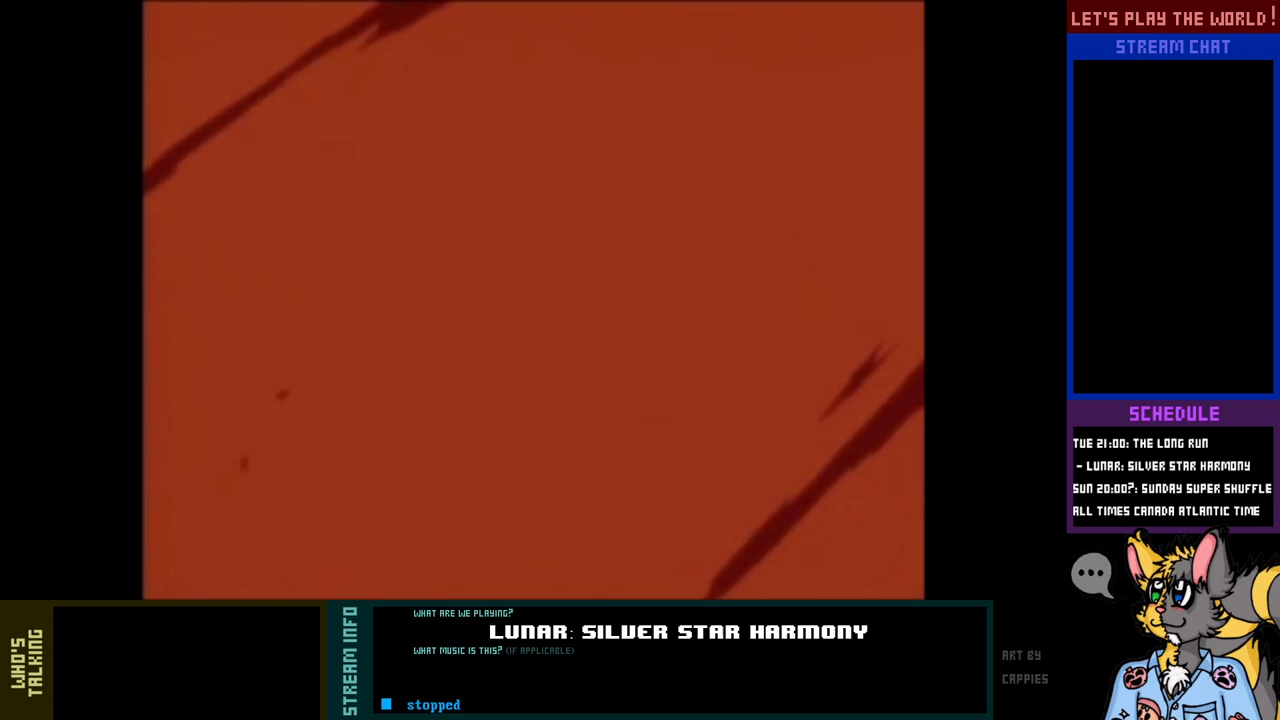 LET'S PLAY THE WORLD!
STREAM CHAT
SCHEDULE
TUE 21:00: THE LONG RUN
- LUNAR: SILVER STAR HARMONY
SUN 20:00?: SUNDAY SUPER SHUFFLE
ALL TIMES CANADA ATLANTIC TIME
...
WHO'S
TALKING
STREAM INFO
WHAT ARE WE PLAYING?
LUNAR: SILVER STAR HARMONY
WHAT MUSIC IS THIS? (IF APPLICABLE)
stopped
ART BY
CAPPIES